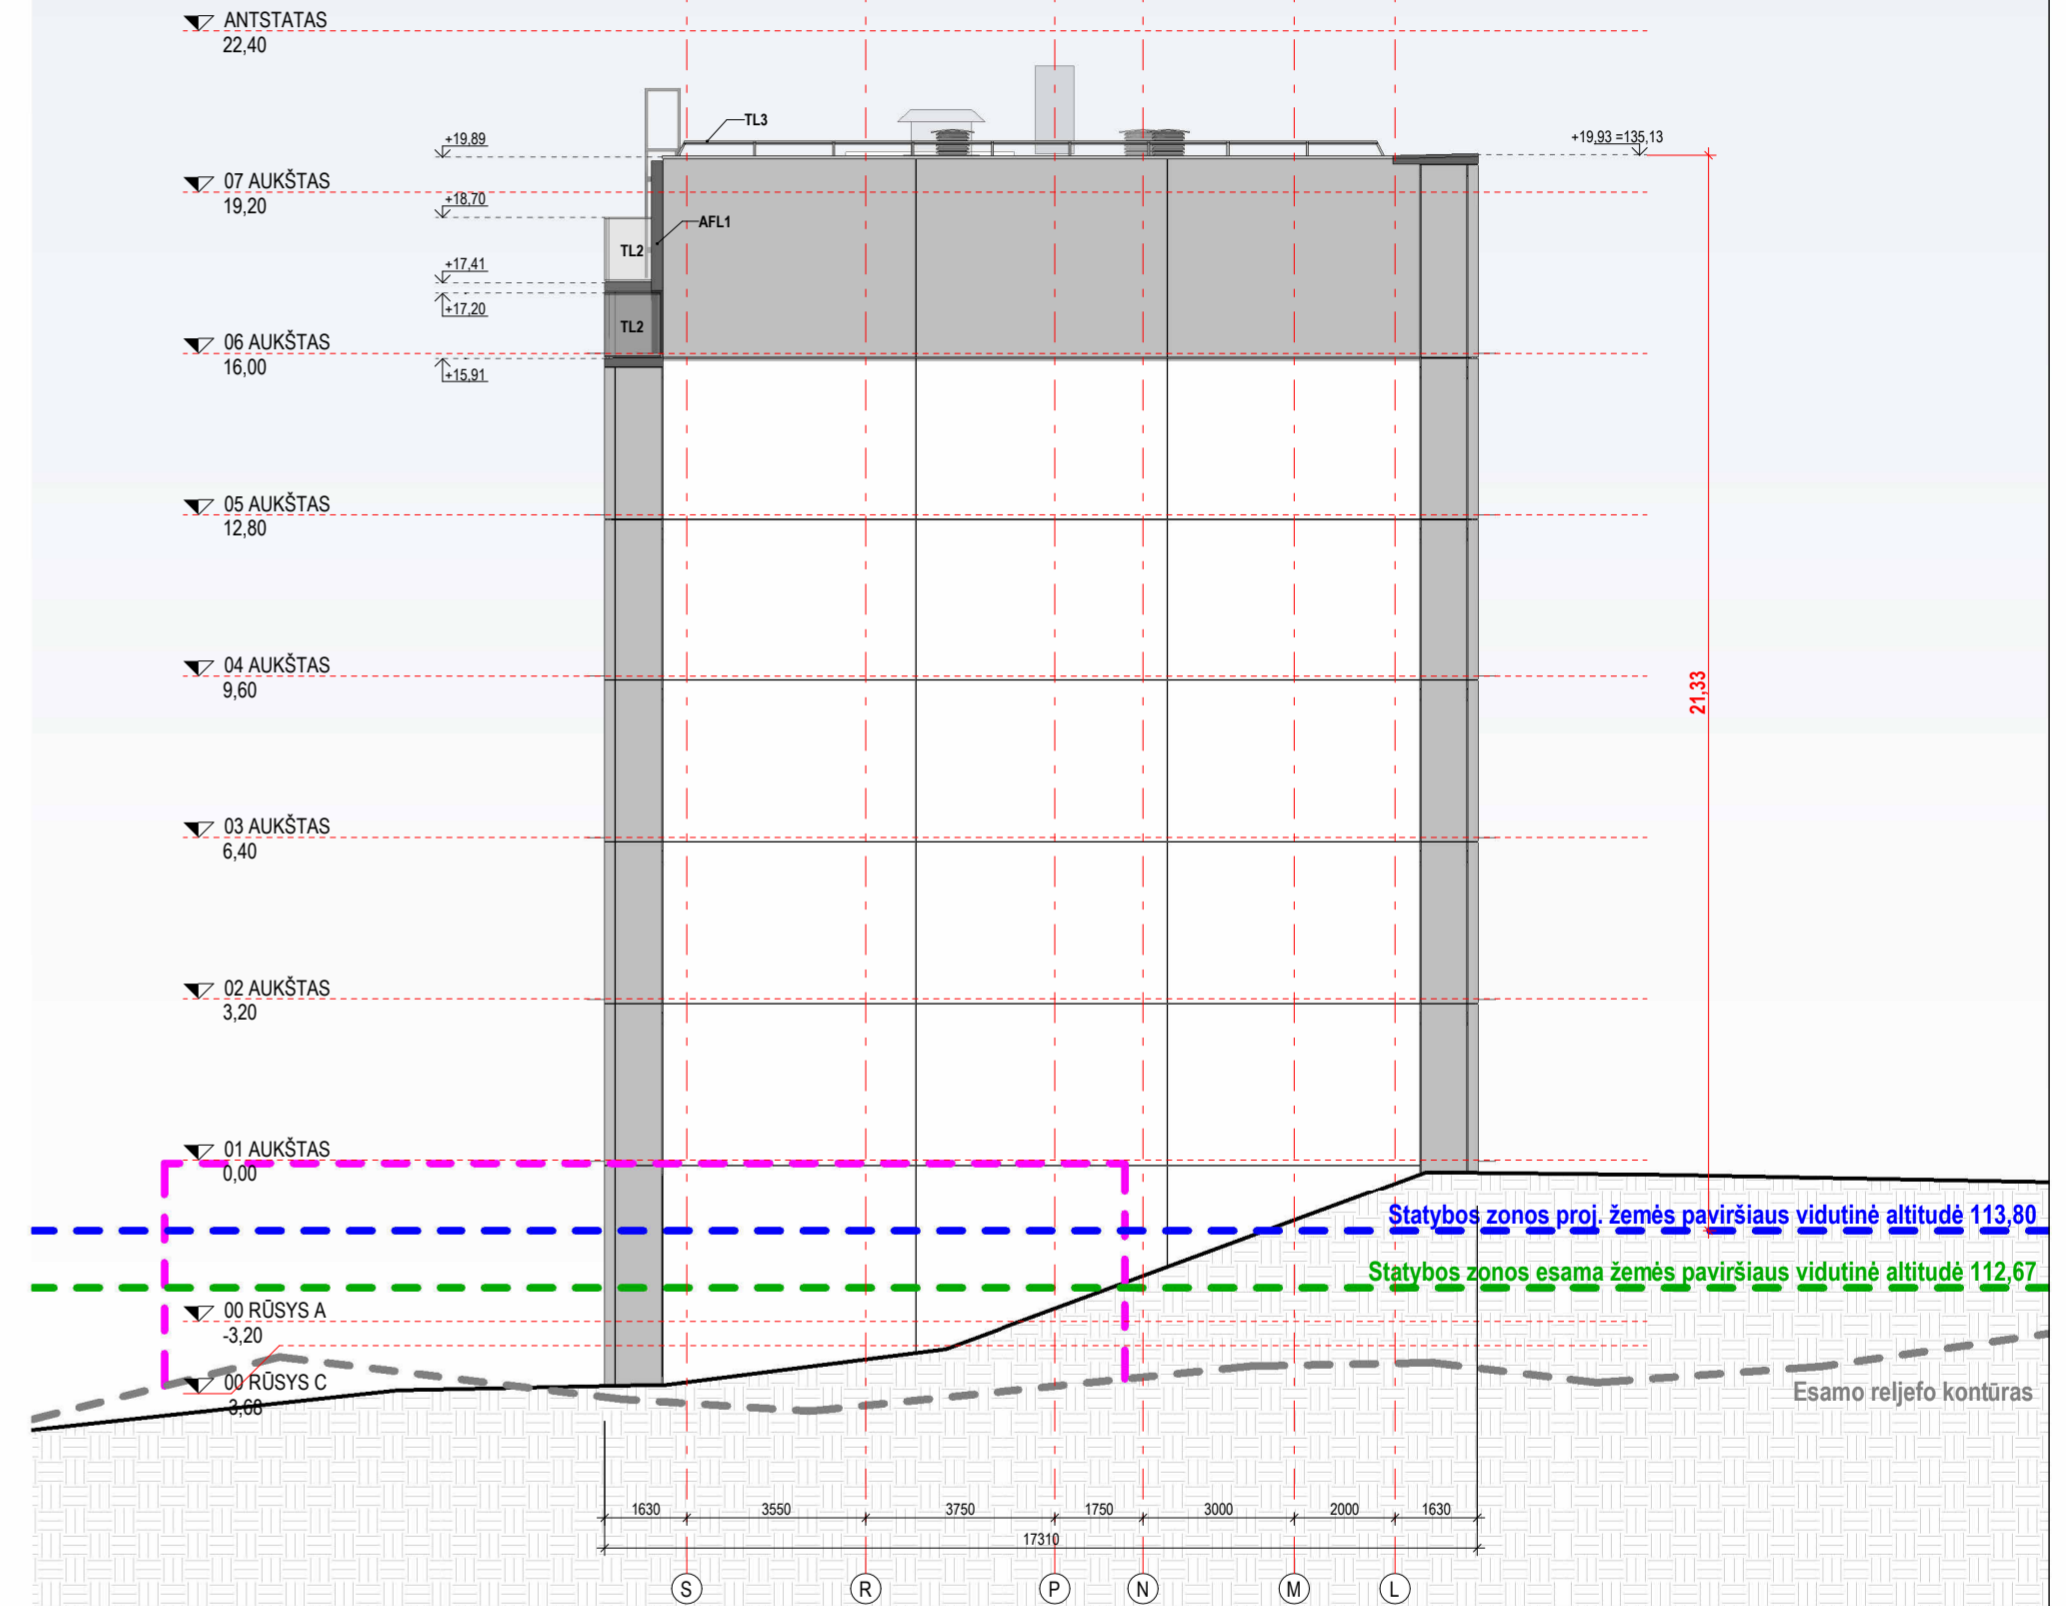 ANTSTATAS
22,40
TL3
+19,89
+19,93 =135,13
07 AUKŠTAS
19,20
+18,70
AFL1
TL2
+17,41
+17,20
TL2
06 AUKŠTAS
16,00
+15,91
05 AUKŠTAS
12,80
04 AUKŠTAS
9,60
21,33
03 AUKŠTAS
6,40
02 AUKŠTAS
3,20
01 AUKŠTAS
0,00
Statybos zonos proj. žemės paviršiaus vidutinė altitudė 113,80
Statybos zonos esama žemės paviršiaus vidutinė altitudė 112,67
00 RŪSYS A
-3,20
00 RŪSYS C
-3,68
Esamo reljefo kontūras
1630 3550 3750 1750 3000 2000 1630
17310
S R P N M L